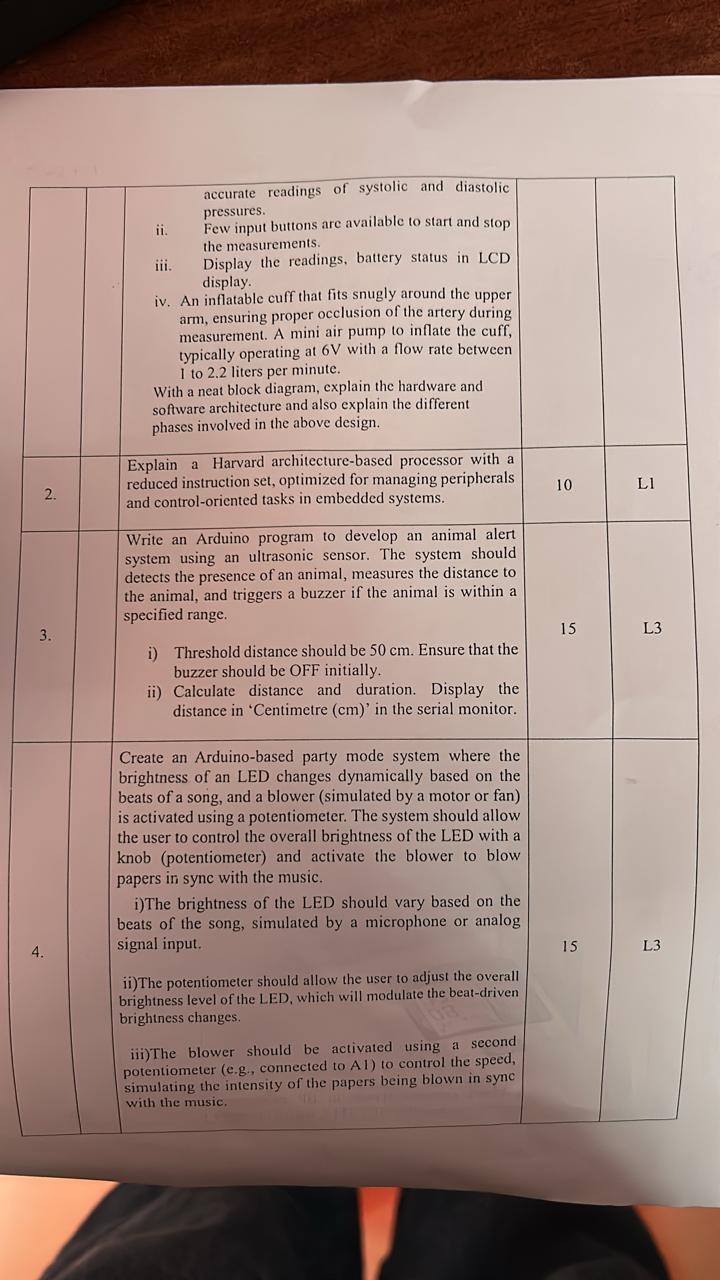 accurate readings of systolic and diastolic
pressures.
ii. Few input buttons are available to start and stop
the measurements.
iii. Display the readings, battery status in LCD
display.
iv. An inflatable cuff that fits snugly around the upper
arm, ensuring proper occlusion of the artery during
measurement. A mini air pump to inflate the cuff,
typically operating at 6V with a flow rate between
1 to 2.2 liters per minute.
With a neat block diagram, explain the hardware and
software architecture and also explain the different
phases involved in the above design.
2.
Explain a Harvard architecture-based processor with a
reduced instruction set, optimized for managing peripherals
and control-oriented tasks in embedded systems.
10
L1
3.
Write an Arduino program to develop an animal alert
system using an ultrasonic sensor. The system should
detects the presence of an animal, measures the distance to
the animal, and triggers a buzzer if the animal is within a
specified range.
i) Threshold distance should be 50 cm. Ensure that the
buzzer should be OFF initially.
ii) Calculate distance and duration. Display the
distance in ‘Centimetre (cm)’ in the serial monitor.
15
L3
4.
Create an Arduino-based party mode system where the
brightness of an LED changes dynamically based on the
beats of a song, and a blower (simulated by a motor or fan)
is activated using a potentiometer. The system should allow
the user to control the overall brightness of the LED with a
knob (potentiometer) and activate the blower to blow
papers in sync with the music.
i)The brightness of the LED should vary based on the
beats of the song, simulated by a microphone or analog
signal input.
ii)The potentiometer should allow the user to adjust the overall
brightness level of the LED, which will modulate the beat-driven
brightness changes.
iii)The blower should be activated using a second
potentiometer (e.g., connected to A1) to control the speed,
simulating the intensity of the papers being blown in sync
with the music.
15
L3